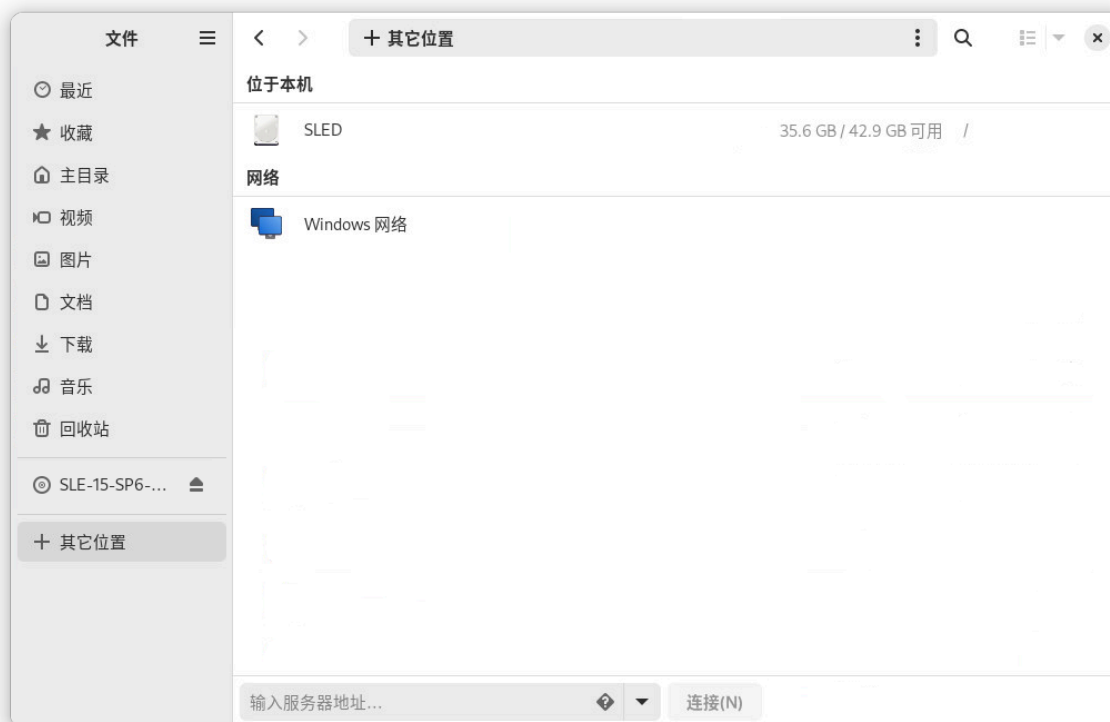 文件
其它位置
最近
收藏
主目录
视频
图片
文档
下载
音乐
回收站
SLE-15-SP6-...
其它位置
位于本机
SLED 35.6 GB / 42.9 GB 可用 /
网络
Windows 网络
输入服务器地址... 连接(N)